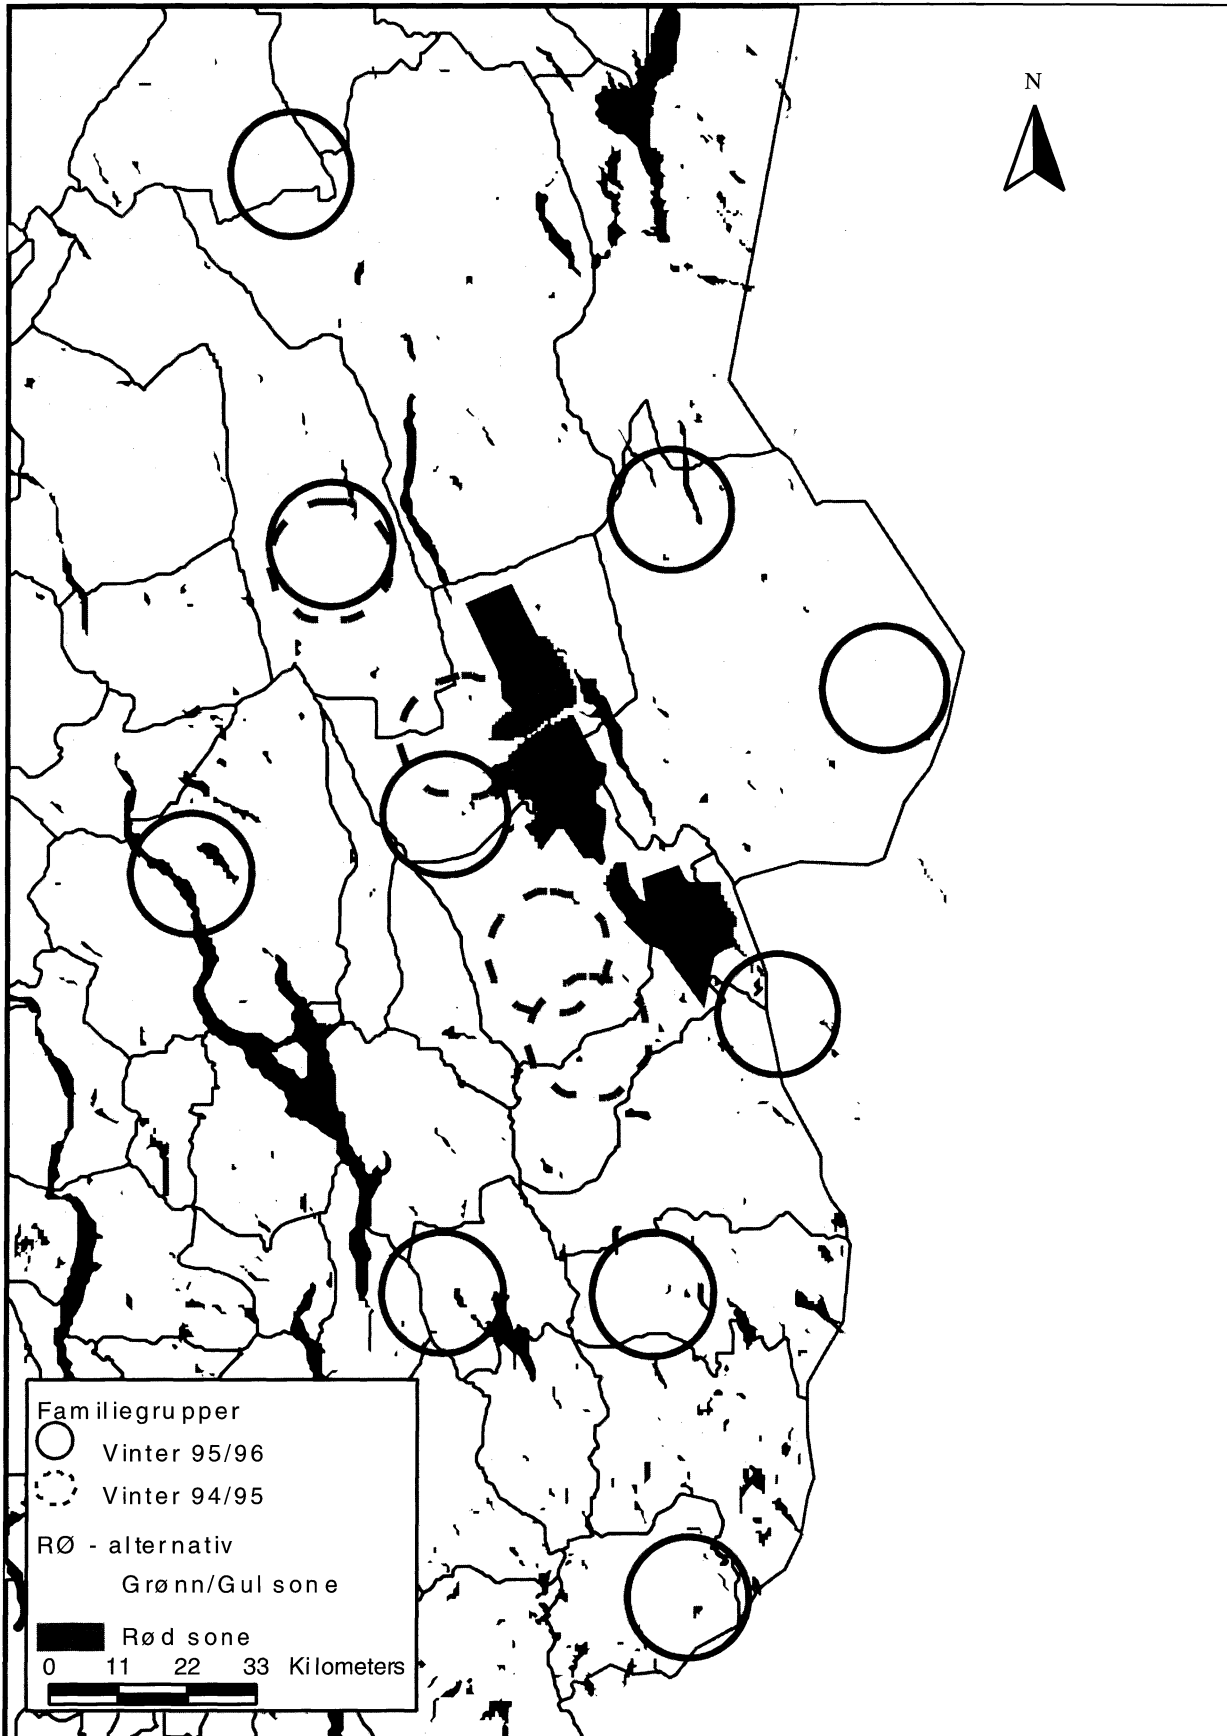 N
Familiegrupper
Vinter 95/96
Vinter 94/95
RØ - alternativ
Grønn/Gul sone
Rød sone
0 11 22 33 Kilometers